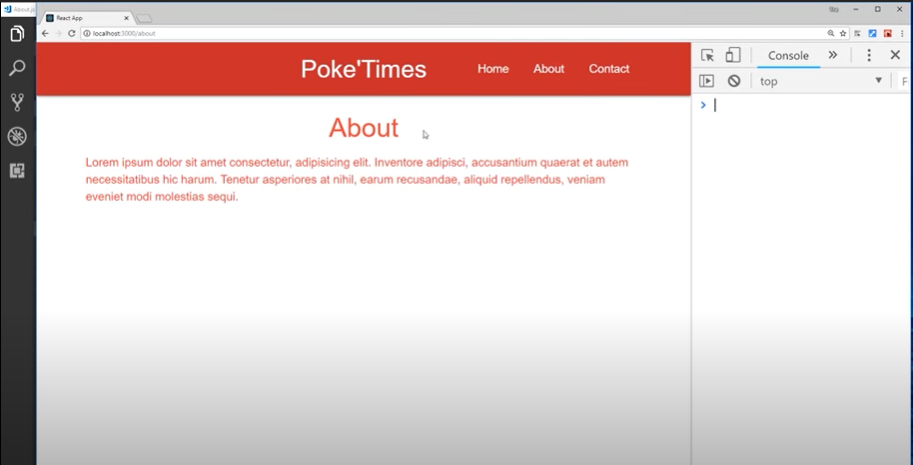 About.js
React App
localhost:3000/about
Poke'Times
Home
About
Contact
Console
top
F
About
Lorem ipsum dolor sit amet consectetur, adipisicing elit. Inventore adipisci, accusantium quaerat et autem
necessitatibus hic harum. Tenetur asperiores at nihil, earum recusandae, aliquid repellendus, veniam
eveniet modi molestias sequi.